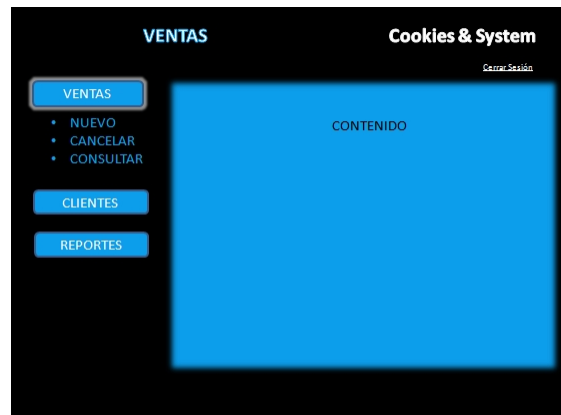 VENTAS
Cookies & System
Cerrar Sesión
VENTAS
• NUEVO
• CANCELAR
• CONSULTAR
CONTENIDO
CLIENTES
REPORTES